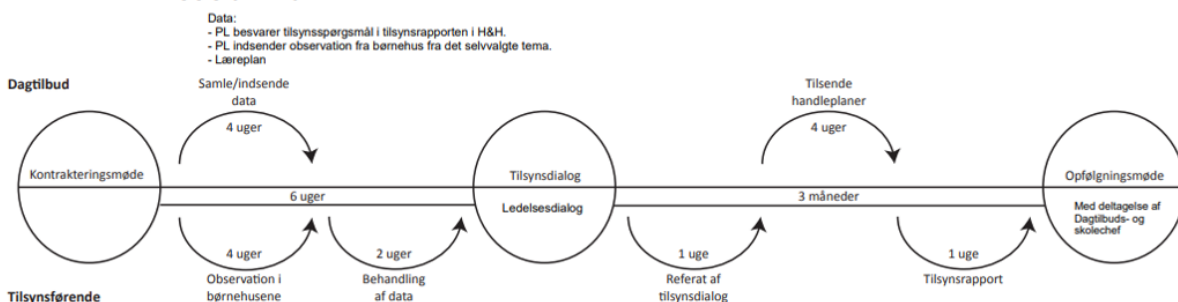 Data:
- PL besvarer tilsynsspørgsmål i tilsynsrapporten i H&H.
- PL indsender observation fra børnehus fra det selvvalgte tema.
- Læreplan
Dagtilbud
Samle/indsende
data
4 uger
Tilsende
handleplaner
4 uger
Kontrakteringsmøde
6 uger
Tilsynsdialog
Ledelsesdialog
3 måneder
Opfølgningsmøde
Med deltagelse af
Dagtilbuds- og
skolechef
4 uger
Observation i
børnehusene
2 uger
Behandling
af data
1 uge
Referat af
tilsynsdialog
1 uge
Tilsynsrapport
Tilsynsførende